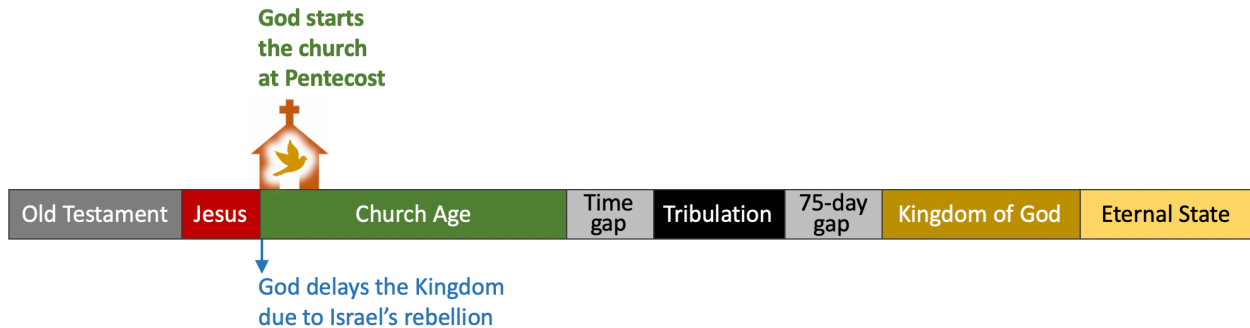 God starts
the church
at Pentecost
Old Testament
Jesus
Church Age
Time
gap
Tribulation
75-day
gap
Kingdom of God
Eternal State
God delays the Kingdom
due to Israel’s rebellion